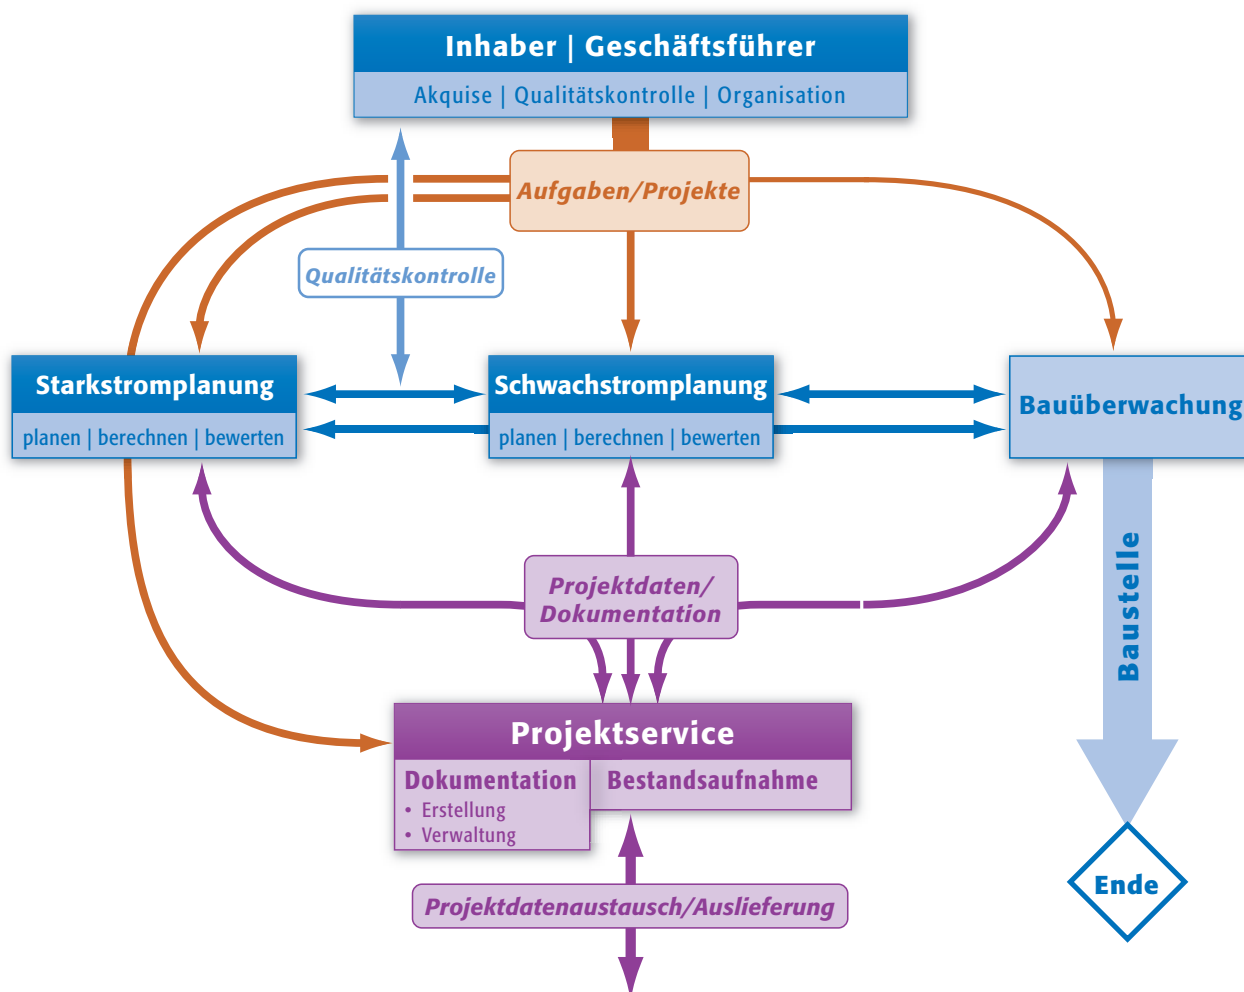 Inhaber | Geschäftsführer
Akquise | Qualitätskontrolle | Organisation
Aufgaben/Projekte
Qualitätskontrolle
Starkstromplanung
planen | berechnen | bewerten
Schwachstromplanung
planen | berechnen | bewerten
Bauüberwachung
Projektdaten/
Dokumentation
Baustelle
Projektservice
Dokumentation
• Erstellung
• Verwaltung
Bestandsaufnahme
Projektdatenaustausch/Auslieferung
Ende